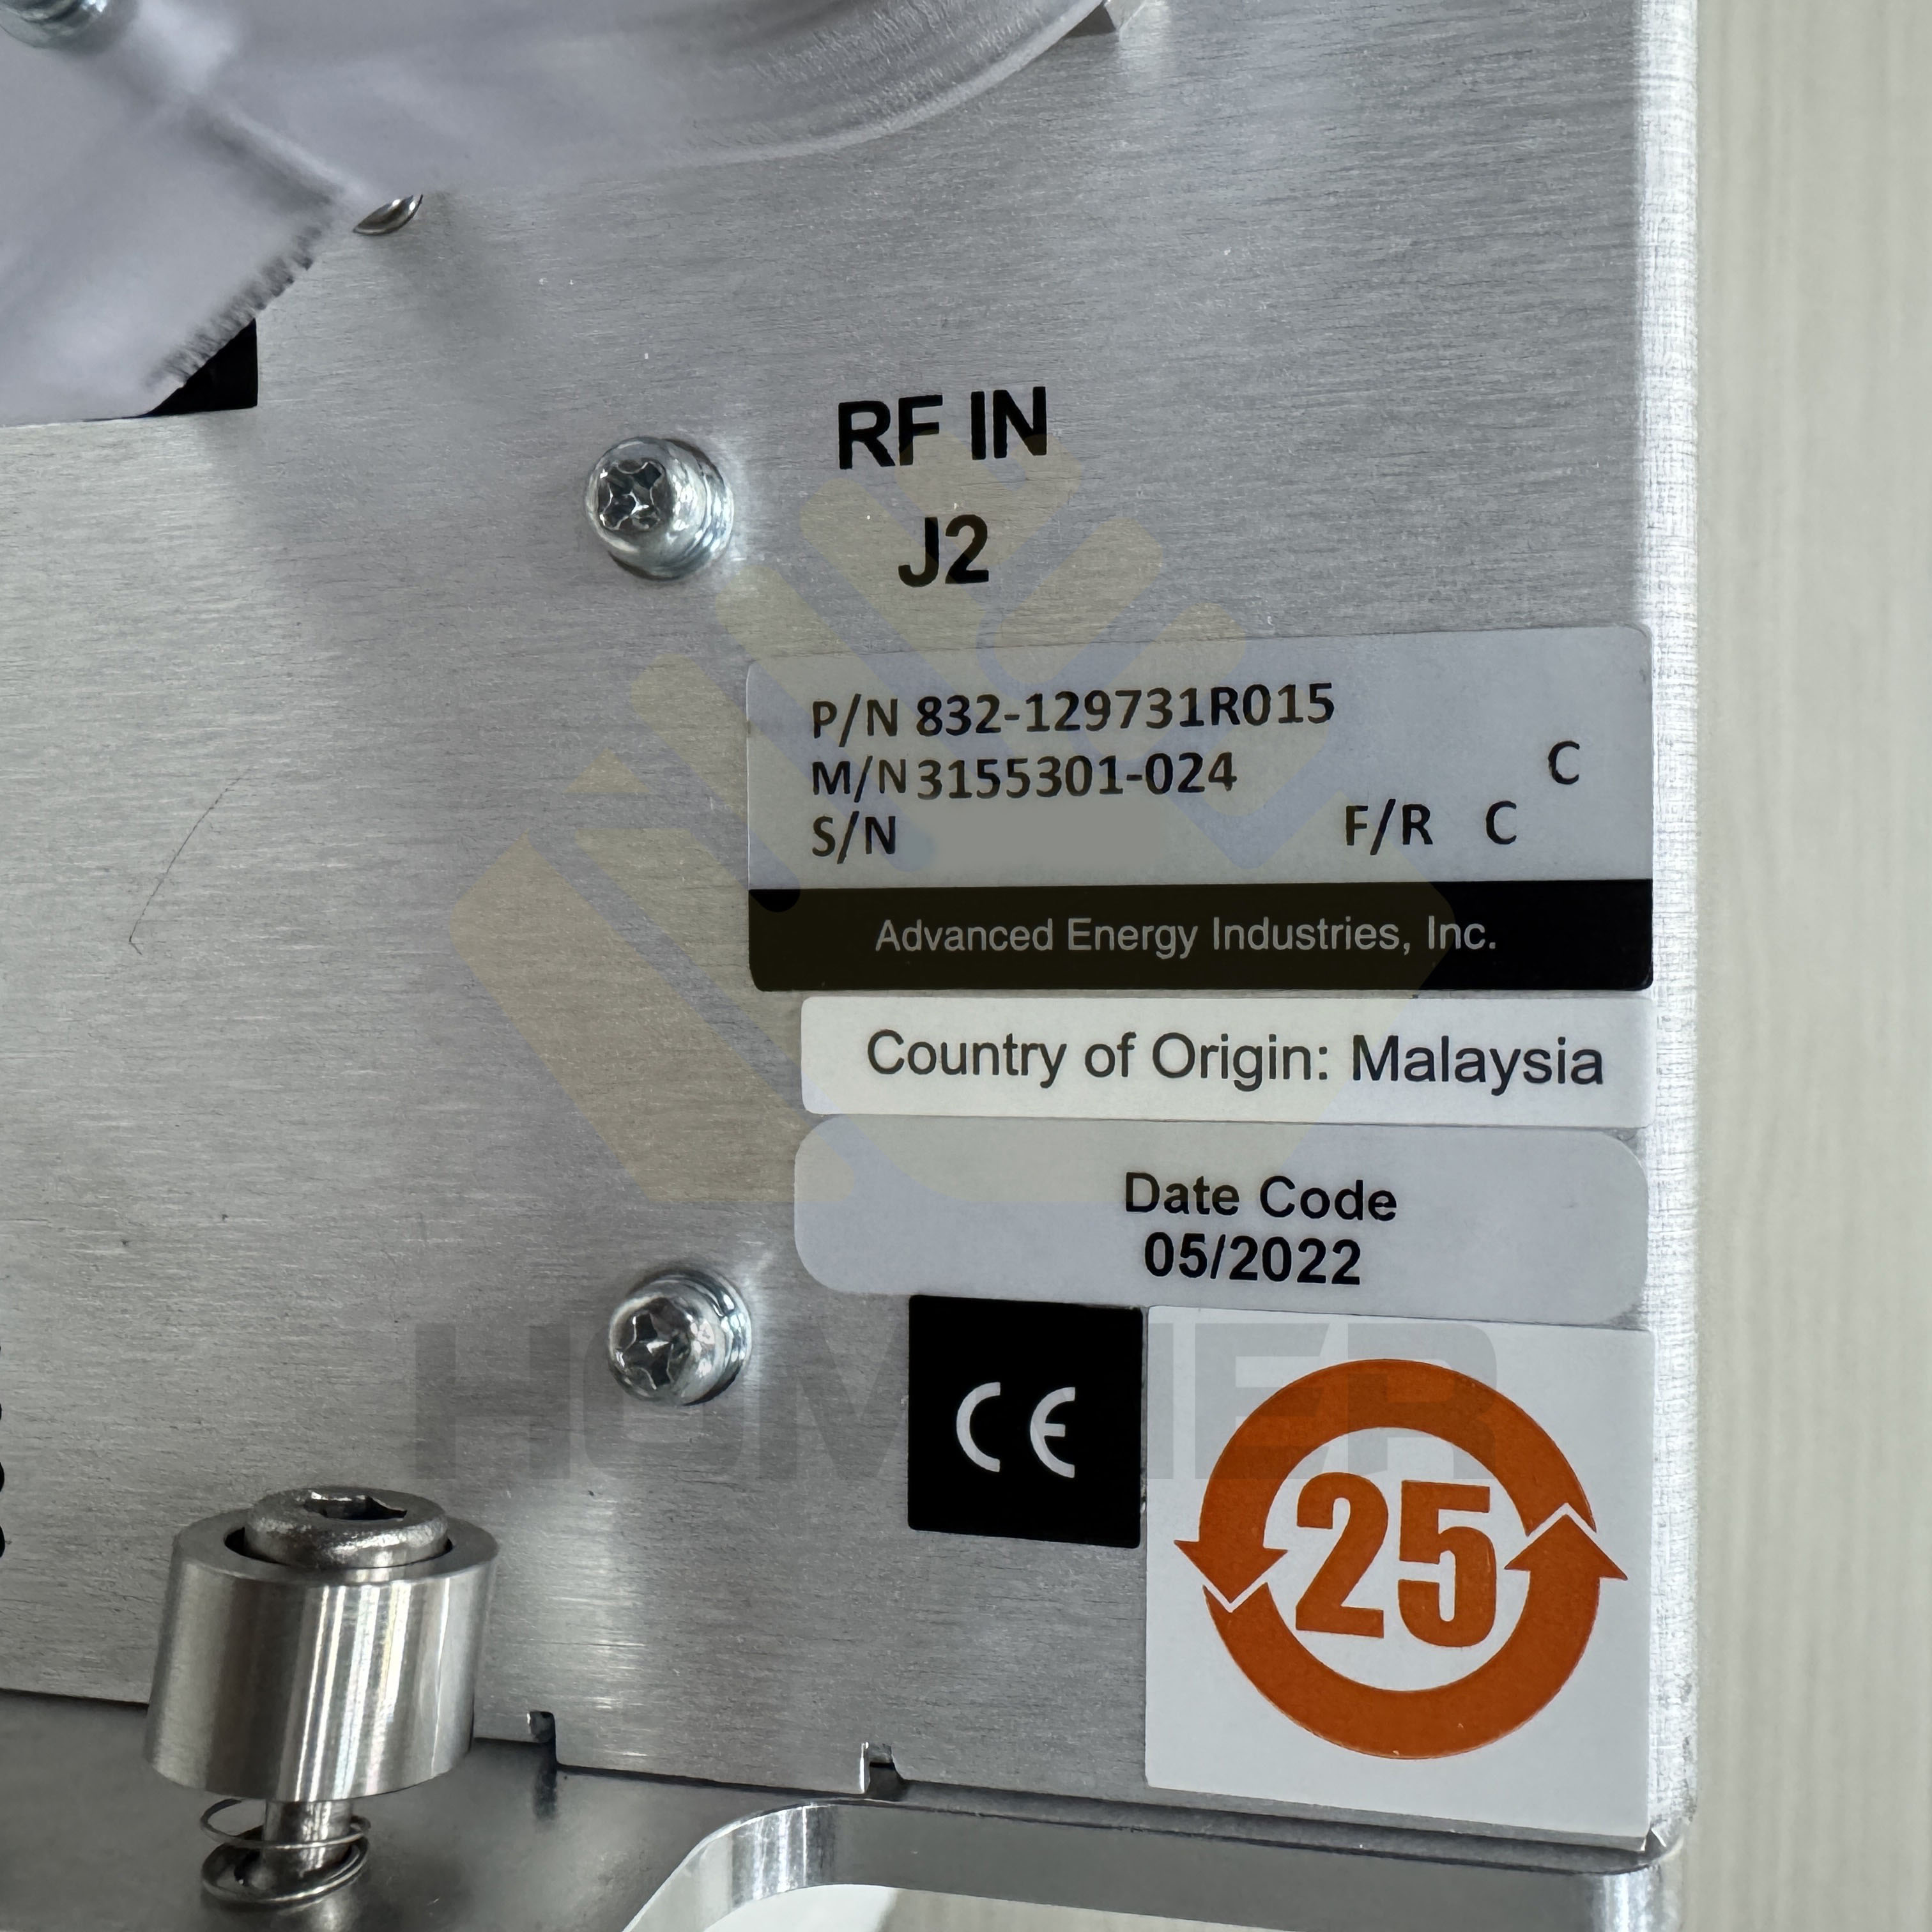 RF IN
J2
P/N 832-129731R015
M/N 3155301-024 C
S/N F/R C
Advanced Energy Industries, Inc.
Country of Origin: Malaysia
Date Code
05/2022
CE
25